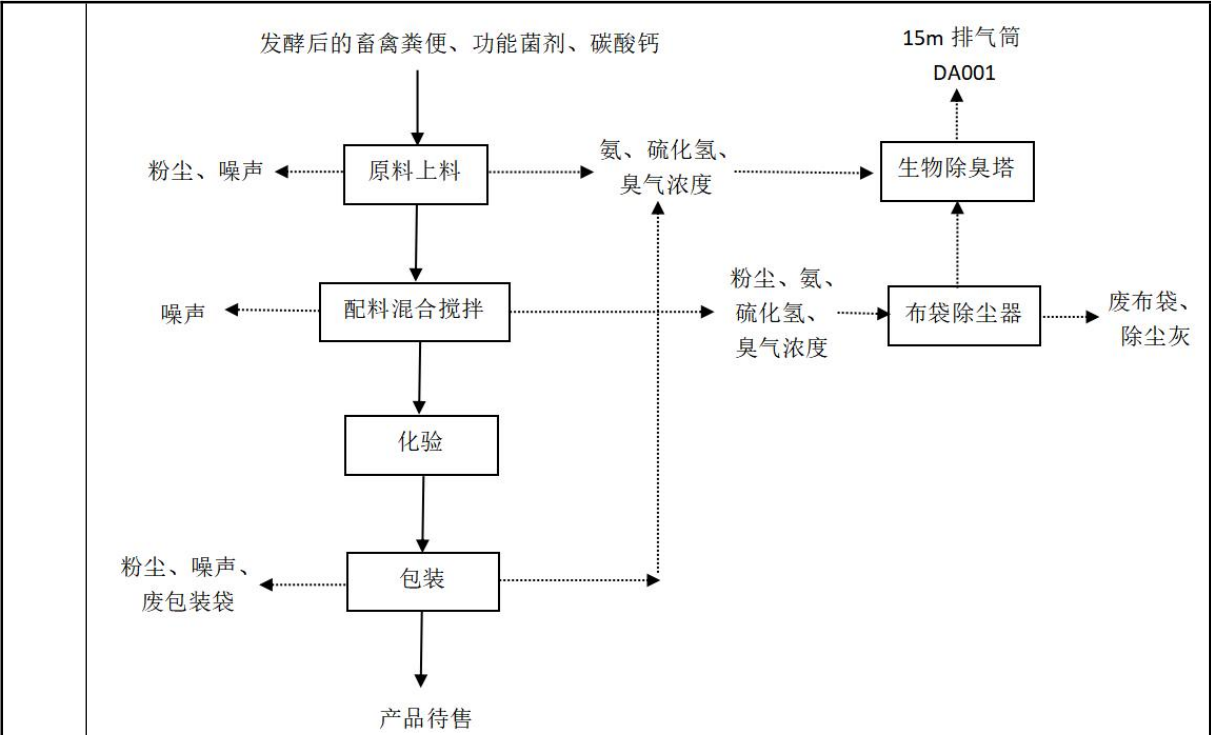 发酵后的畜禽粪便、功能菌剂、碳酸钙
15m 排气筒
DA001
粉尘、噪声
原料上料
氨、硫化氢、
臭气浓度
生物除臭塔
噪声
配料混合搅拌
粉尘、氨、
硫化氢、
臭气浓度
布袋除尘器
废布袋、
除尘灰
化验
粉尘、噪声、
废包装袋
包装
产品待售